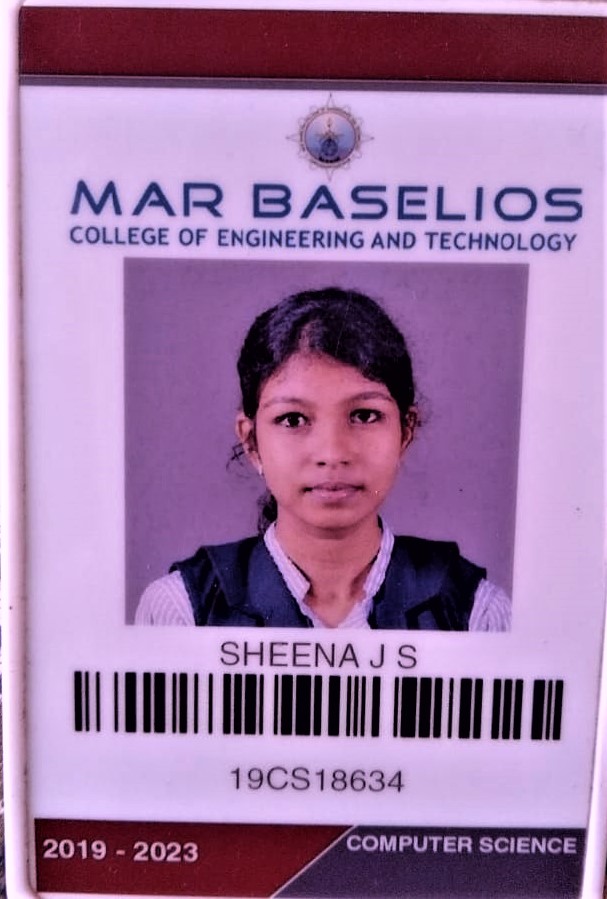 MAR BASELIOS
COLLEGE OF ENGINEERING AND TECHNOLOGY
SHEENA J S
19CS18634
2019 - 2023
COMPUTER SCIENCE